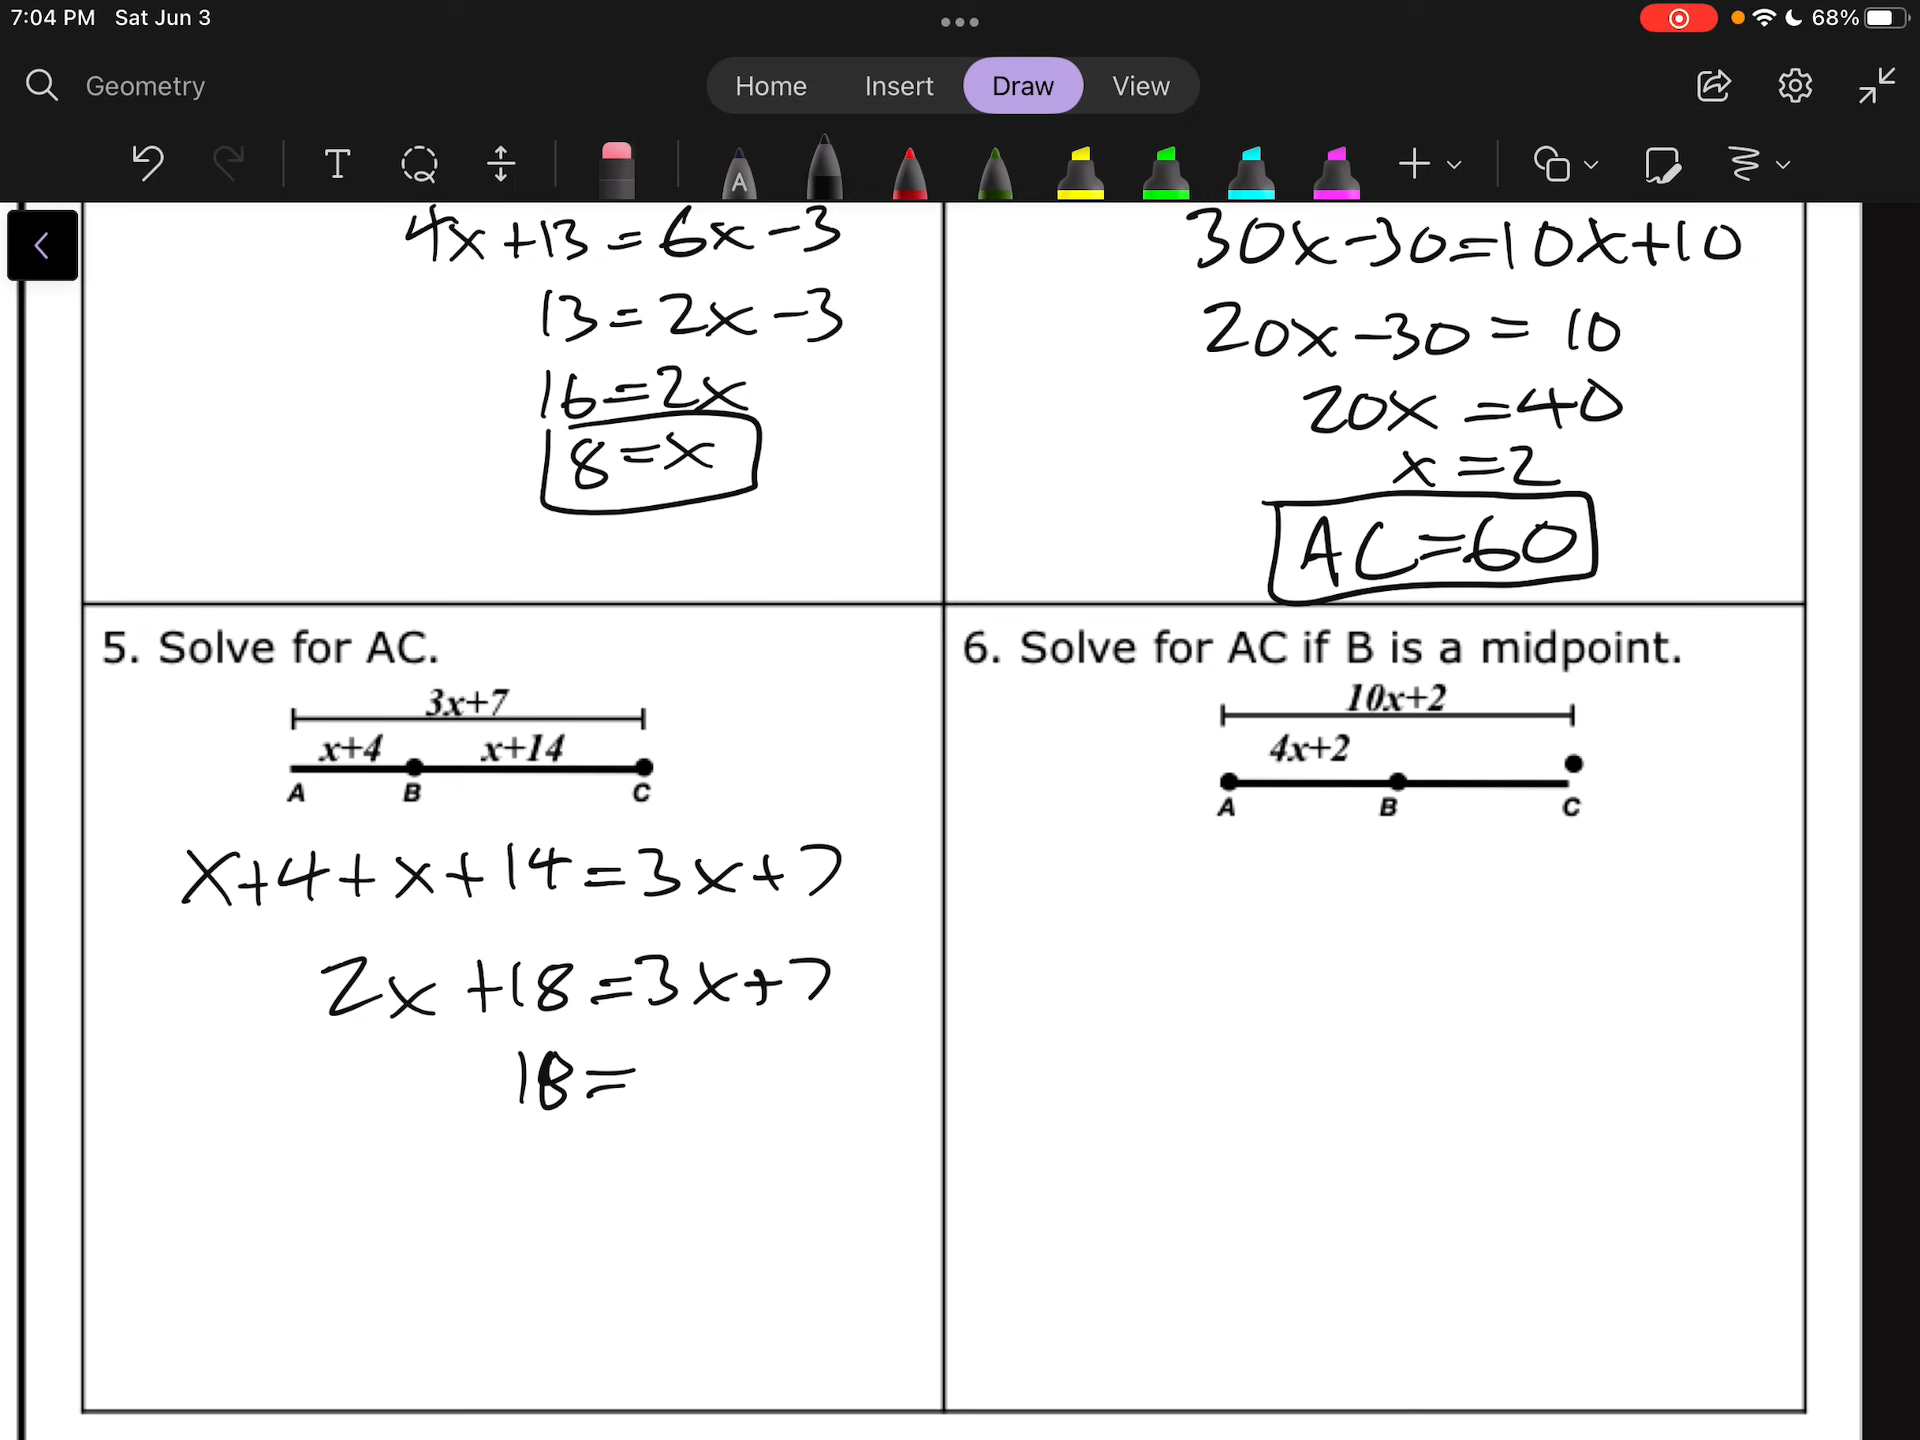 7:04 PM Sat Jun 3
68%
Geometry
Home Insert Draw View
T
A
4x+13=6x-3
13=2x-3
16=2x
8=x
30x-30=10x+10
20x-30=10
20x=40
x=2
AC=60
5. Solve for AC.
3x+7
x+4 x+14
A B C
x+4+x+14=3x+7
2x+18=3x+7
18=
6. Solve for AC if B is a midpoint.
10x+2
4x+2
A B C